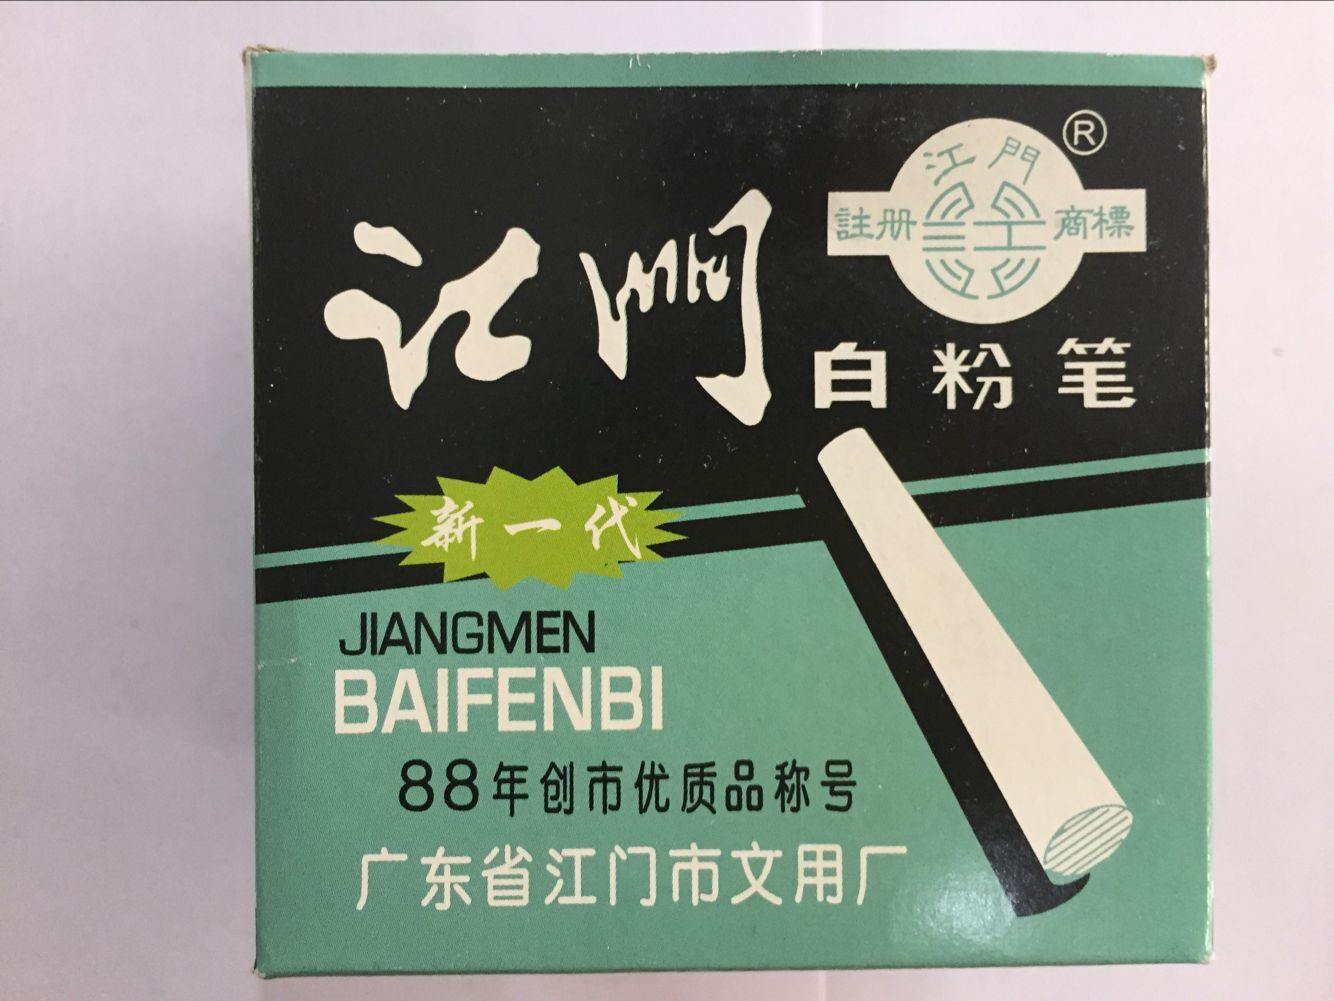 江門
註册 商標
®
江門
白粉笔
新一代
JIANGMEN
BAIFENBI
88年创市优质品称号
广东省江门市文用厂